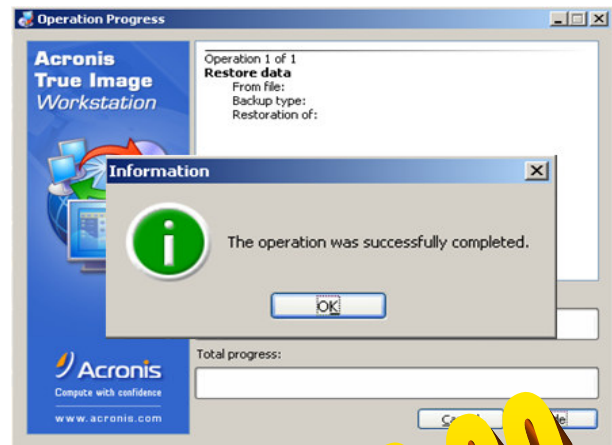 Operation Progress
Acronis
True Image
Workstation
Operation 1 of 1
Restore data
From file:
Backup type:
Restoration of:
Information
The operation was successfully completed.
OK
Total progress:
Acronis
Compute with confidence
www.acronis.com